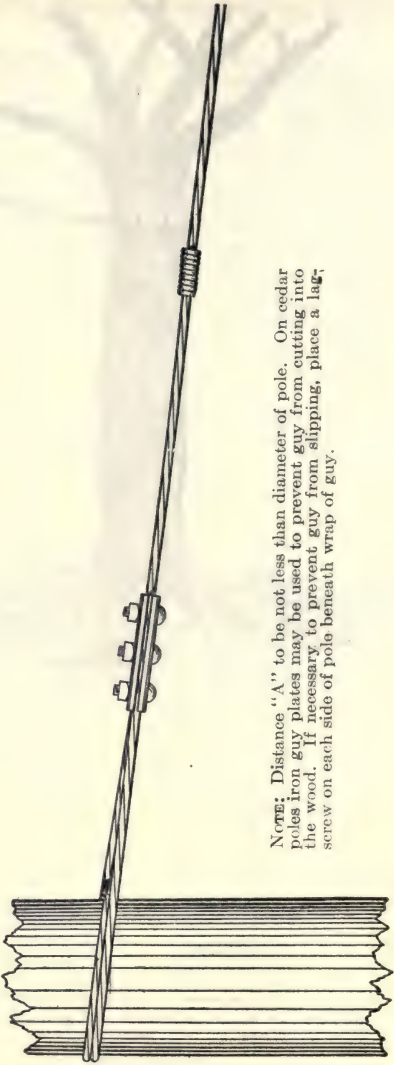 NOTE: Distance "A" to be not less than diameter of pole. On cedar
poles iron guy plates may be used to prevent guy from cutting into
the wood. If necessary to prevent guy from slipping, place a lag-
screw on each side of pole beneath wrap of guy.